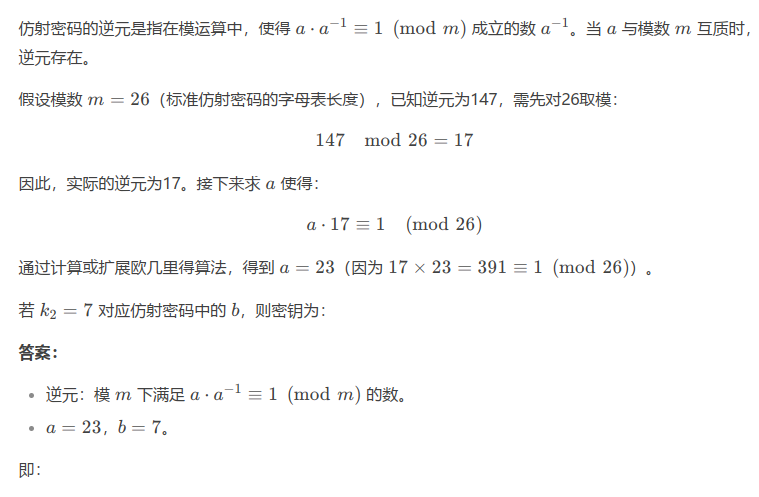 仿射密码的逆元是指在模运算中，使得 $a \cdot a^{-1} \equiv 1 \pmod{m}$ 成立的数 $a^{-1}$。当 $a$ 与模数 $m$ 互质时，
逆元存在。
假设模数 $m = 26$（标准仿射密码的字母表长度），已知逆元为147，需先对26取模：
$147 \mod 26 = 17$
因此，实际的逆元为17。接下来求 $a$ 使得：
$a \cdot 17 \equiv 1 \pmod{26}$
通过计算或扩展欧几里得算法，得到 $a = 23$（因为 $17 \times 23 = 391 \equiv 1 \pmod{26}$）。
若 $k_2 = 7$ 对应仿射密码中的 $b$，则密钥为：
答案：
• 逆元：模 $m$ 下满足 $a \cdot a^{-1} \equiv 1 \pmod{m}$ 的数。
• $a = 23$，$b = 7$。
即：